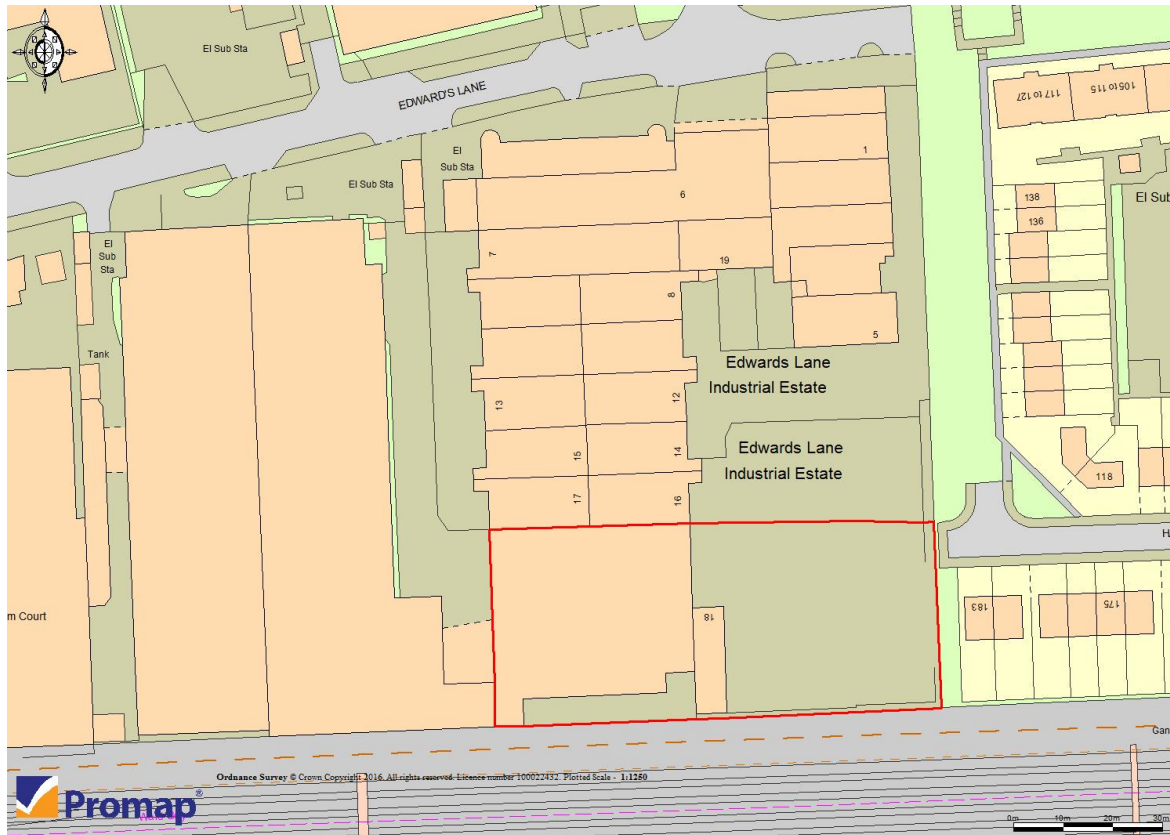 El Sub Sta
EDWARD'S LANE
117 to 127
105 to 115
1
El
Sub Sta
El Sub Sta
6
138
136
El Sub
El
Sub
Sta
7
19
8
5
Tank
Edwards Lane
Industrial Estate
13
12
Edwards Lane
Industrial Estate
15
14
118
17
16
H
m Court
18
183
175
Gan
Ordnance Survey © Crown Copyright 2016. All rights reserved. Licence number 100022432. Plotted Scale - 1:1250
Promap®
0m 10m 20m 30m